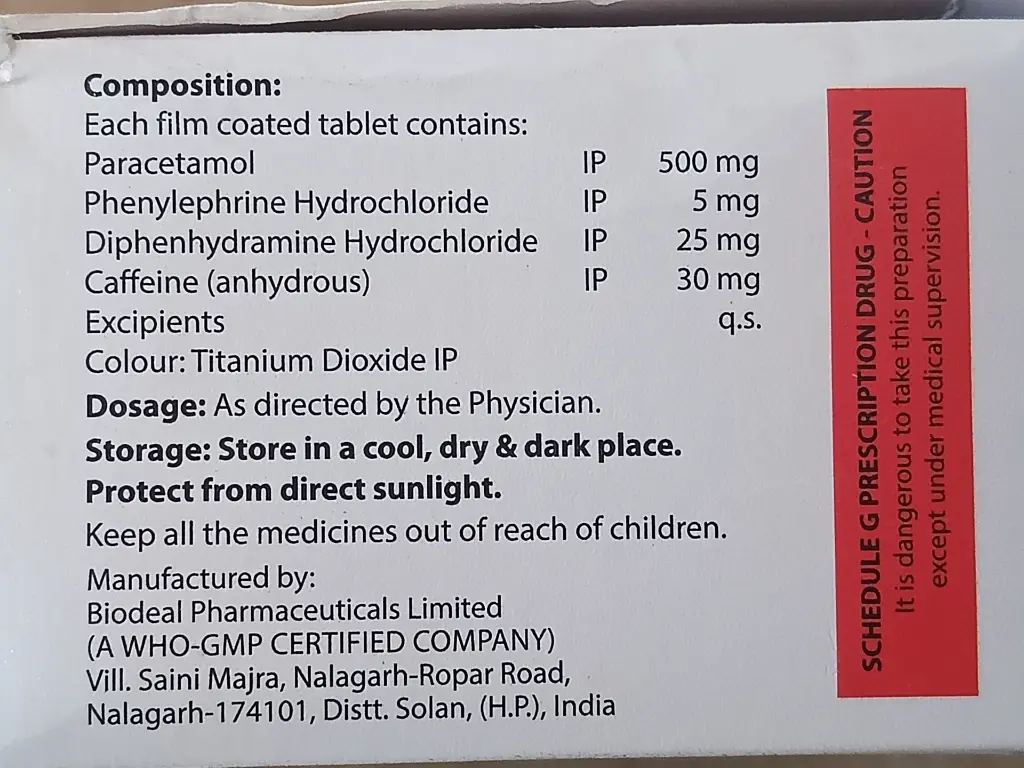 Composition:
Each film coated tablet contains:
Paracetamol IP 500 mg
Phenylephrine Hydrochloride IP 5 mg
Diphenhydramine Hydrochloride IP 25 mg
Caffeine (anhydrous) IP 30 mg
Excipients q.s.
Colour: Titanium Dioxide IP
Dosage: As directed by the Physician.
Storage: Store in a cool, dry & dark place.
Protect from direct sunlight.
Keep all the medicines out of reach of children.
Manufactured by:
Biodeal Pharmaceuticals Limited
(A WHO-GMP CERTIFIED COMPANY)
Vill. Saini Majra, Nalagarh-Ropar Road,
Nalagarh-174101, Distt. Solan, (H.P.), India
SCHEDULE G PRESCRIPTION DRUG - CAUTION
It is dangerous to take this preparation
except under medical supervision.